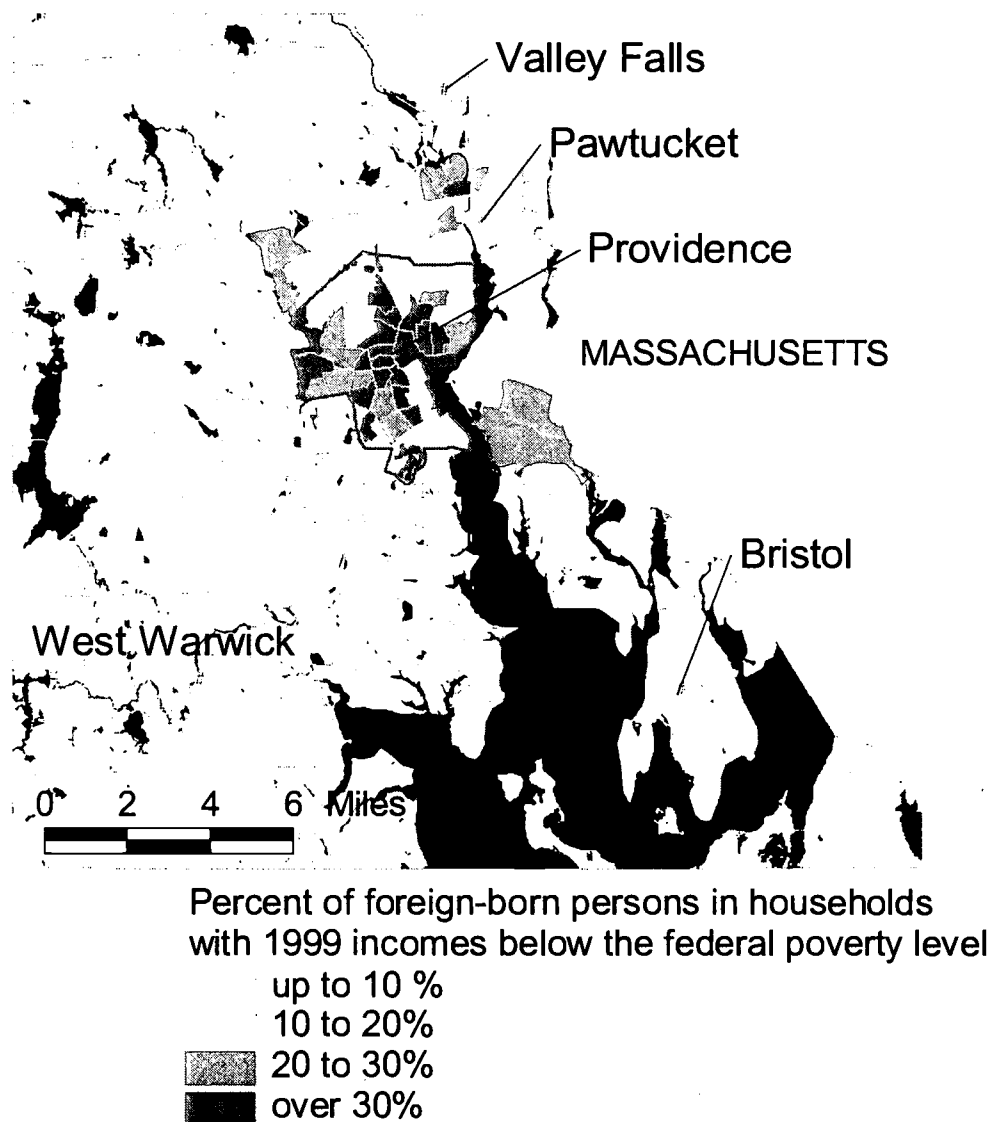 Valley Falls
Pawtucket
Providence
MASSACHUSETTS
Bristol
West Warwick
0 2 4 6 Miles
Percent of foreign-born persons in households
with 1999 incomes below the federal poverty level
up to 10 %
10 to 20%
20 to 30%
over 30%